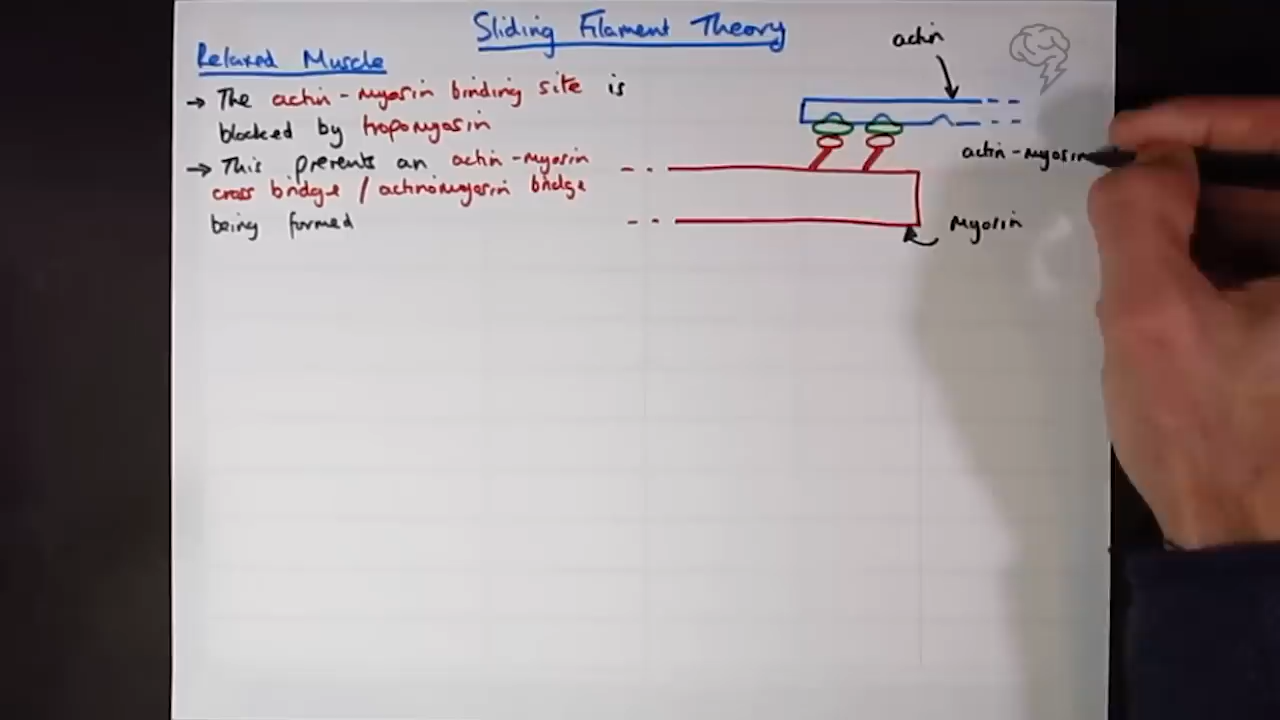 Sliding Filament Theory
Relaxed Muscle
→ The actin-myosin binding site is
blocked by tropomyosin
→ This prevents an actin-myosin
cross bridge / actinomyosin bridge
being formed
actin
actin-myosin
myosin